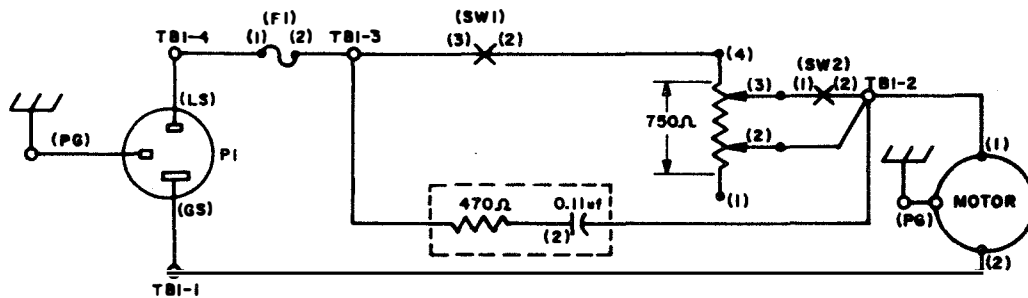 (F1)
(SW1)
TB1-4
(1)
(2)
TB1-3
(3)
(2)
(4)
(SW2)
(3)
(1)
(2)
TB1-2
(LS)
750Ω
(PG)
P1
(2)
(1)
(1)
MOTOR
(GS)
470Ω
0.11uf
(2)
(PG)
(2)
TB1-1